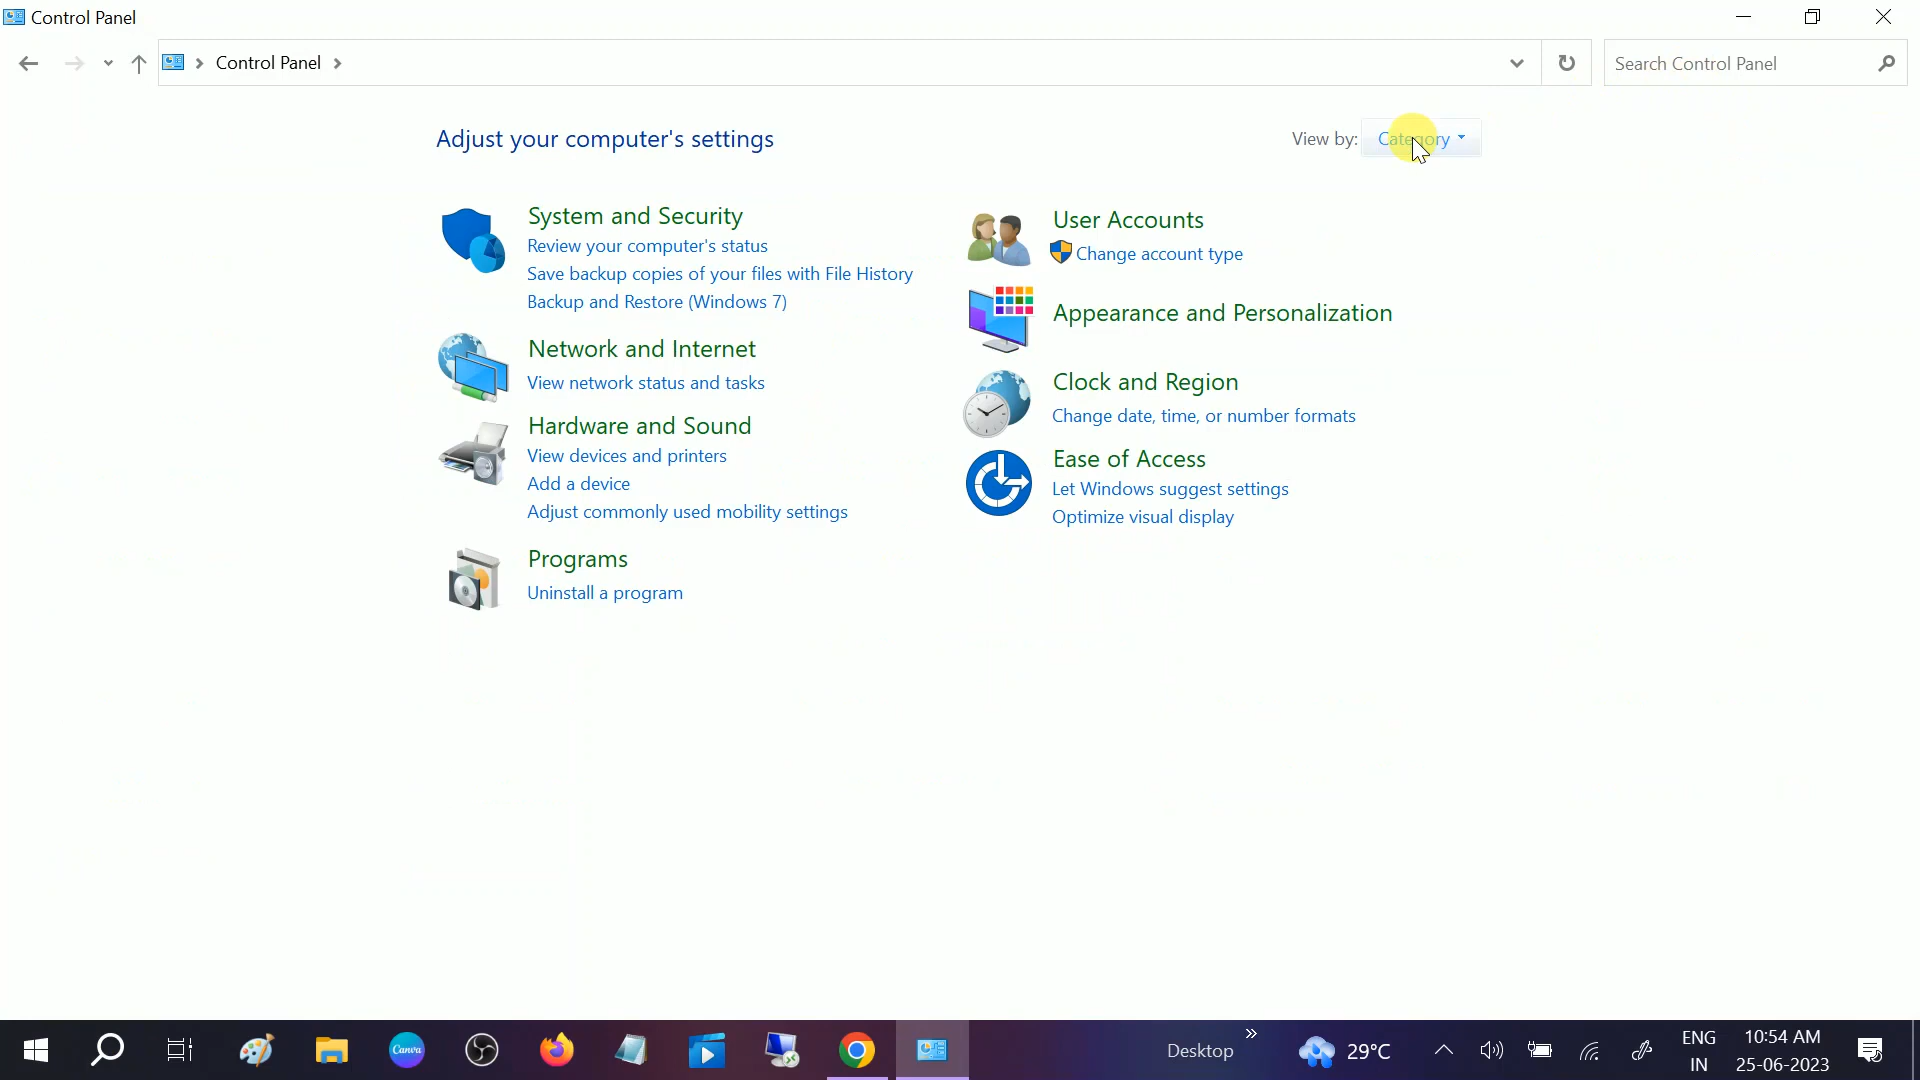 Control Panel
Control Panel
Search Control Panel
Adjust your computer's settings
View by: Category
System and Security
Review your computer's status
Save backup copies of your files with File History
Backup and Restore (Windows 7)
Network and Internet
View network status and tasks
Hardware and Sound
View devices and printers
Add a device
Adjust commonly used mobility settings
Programs
Uninstall a program
User Accounts
Change account type
Appearance and Personalization
Clock and Region
Change date, time, or number formats
Ease of Access
Let Windows suggest settings
Optimize visual display
Canva
Desktop
29°C
ENG
IN
10:54 AM
25-06-2023